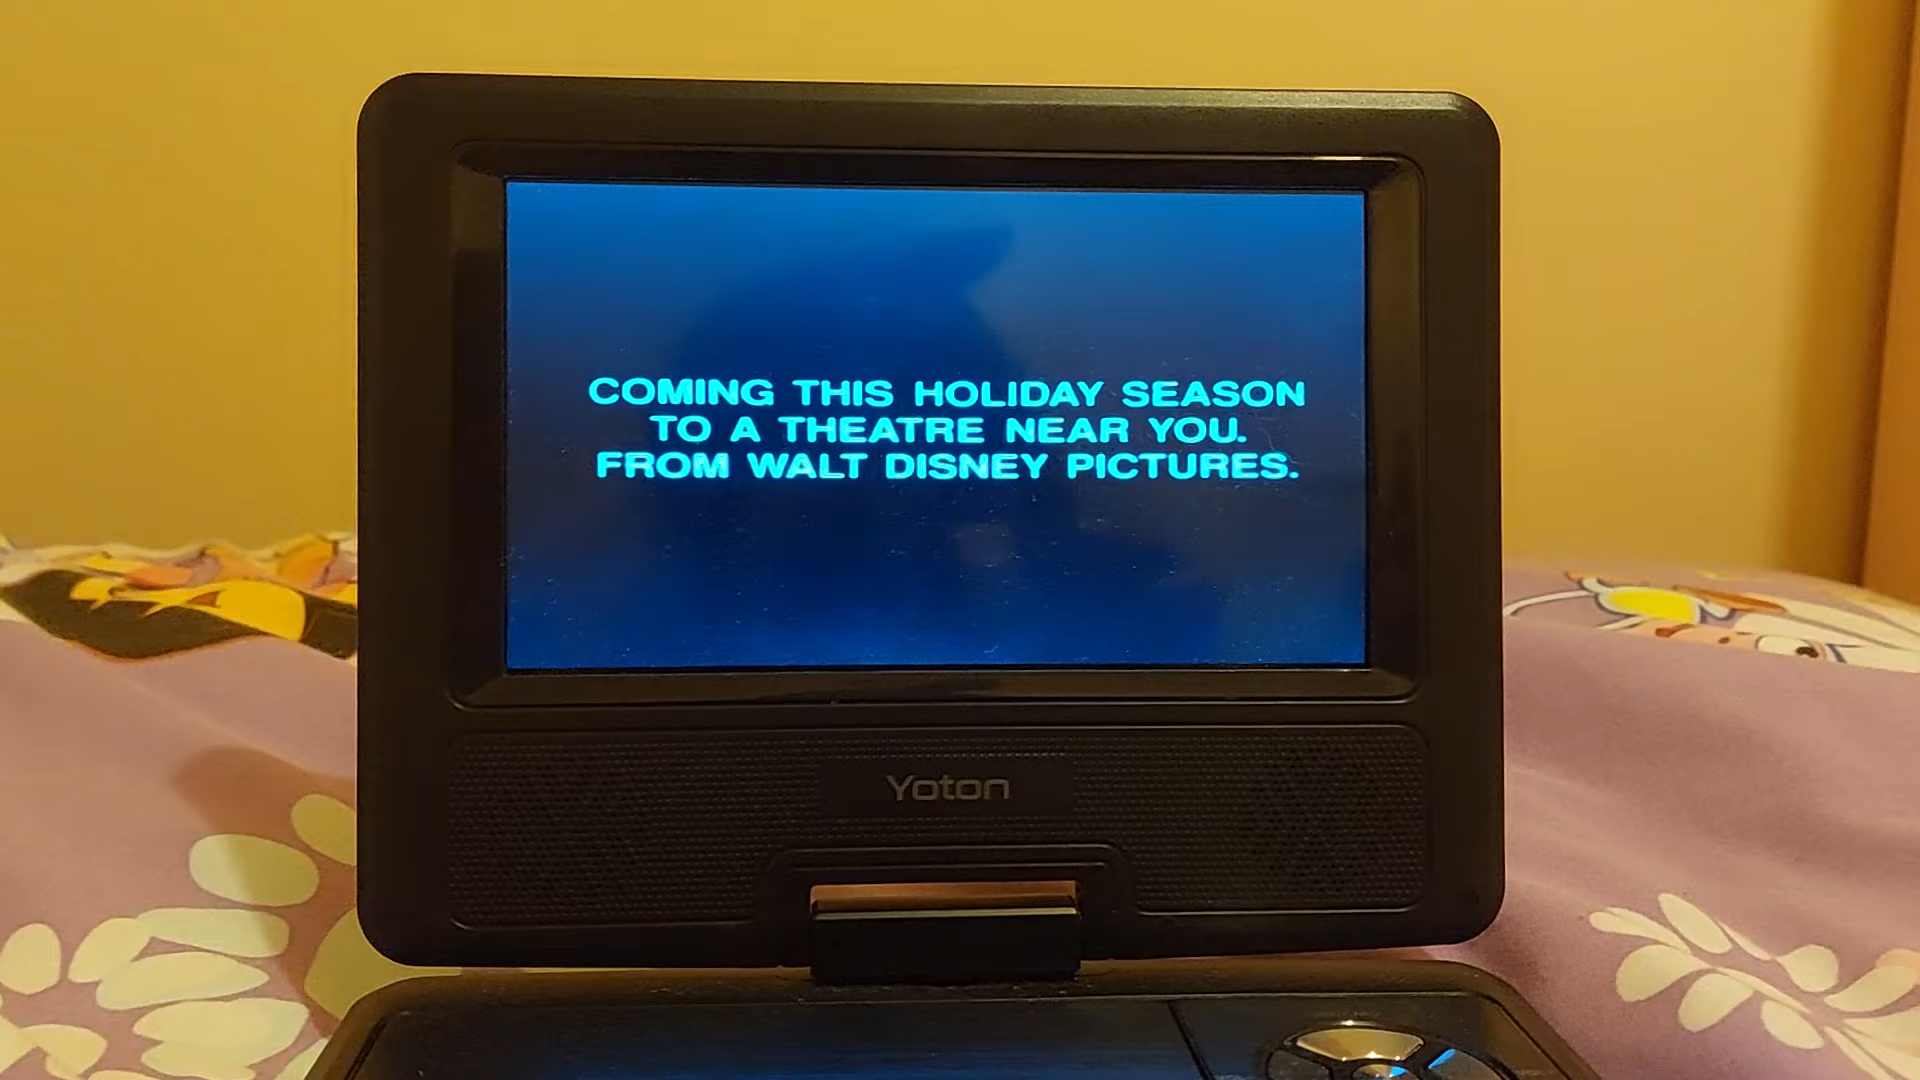 COMING THIS HOLIDAY SEASON
TO A THEATRE NEAR YOU.
FROM WALT DISNEY PICTURES.
Yoton